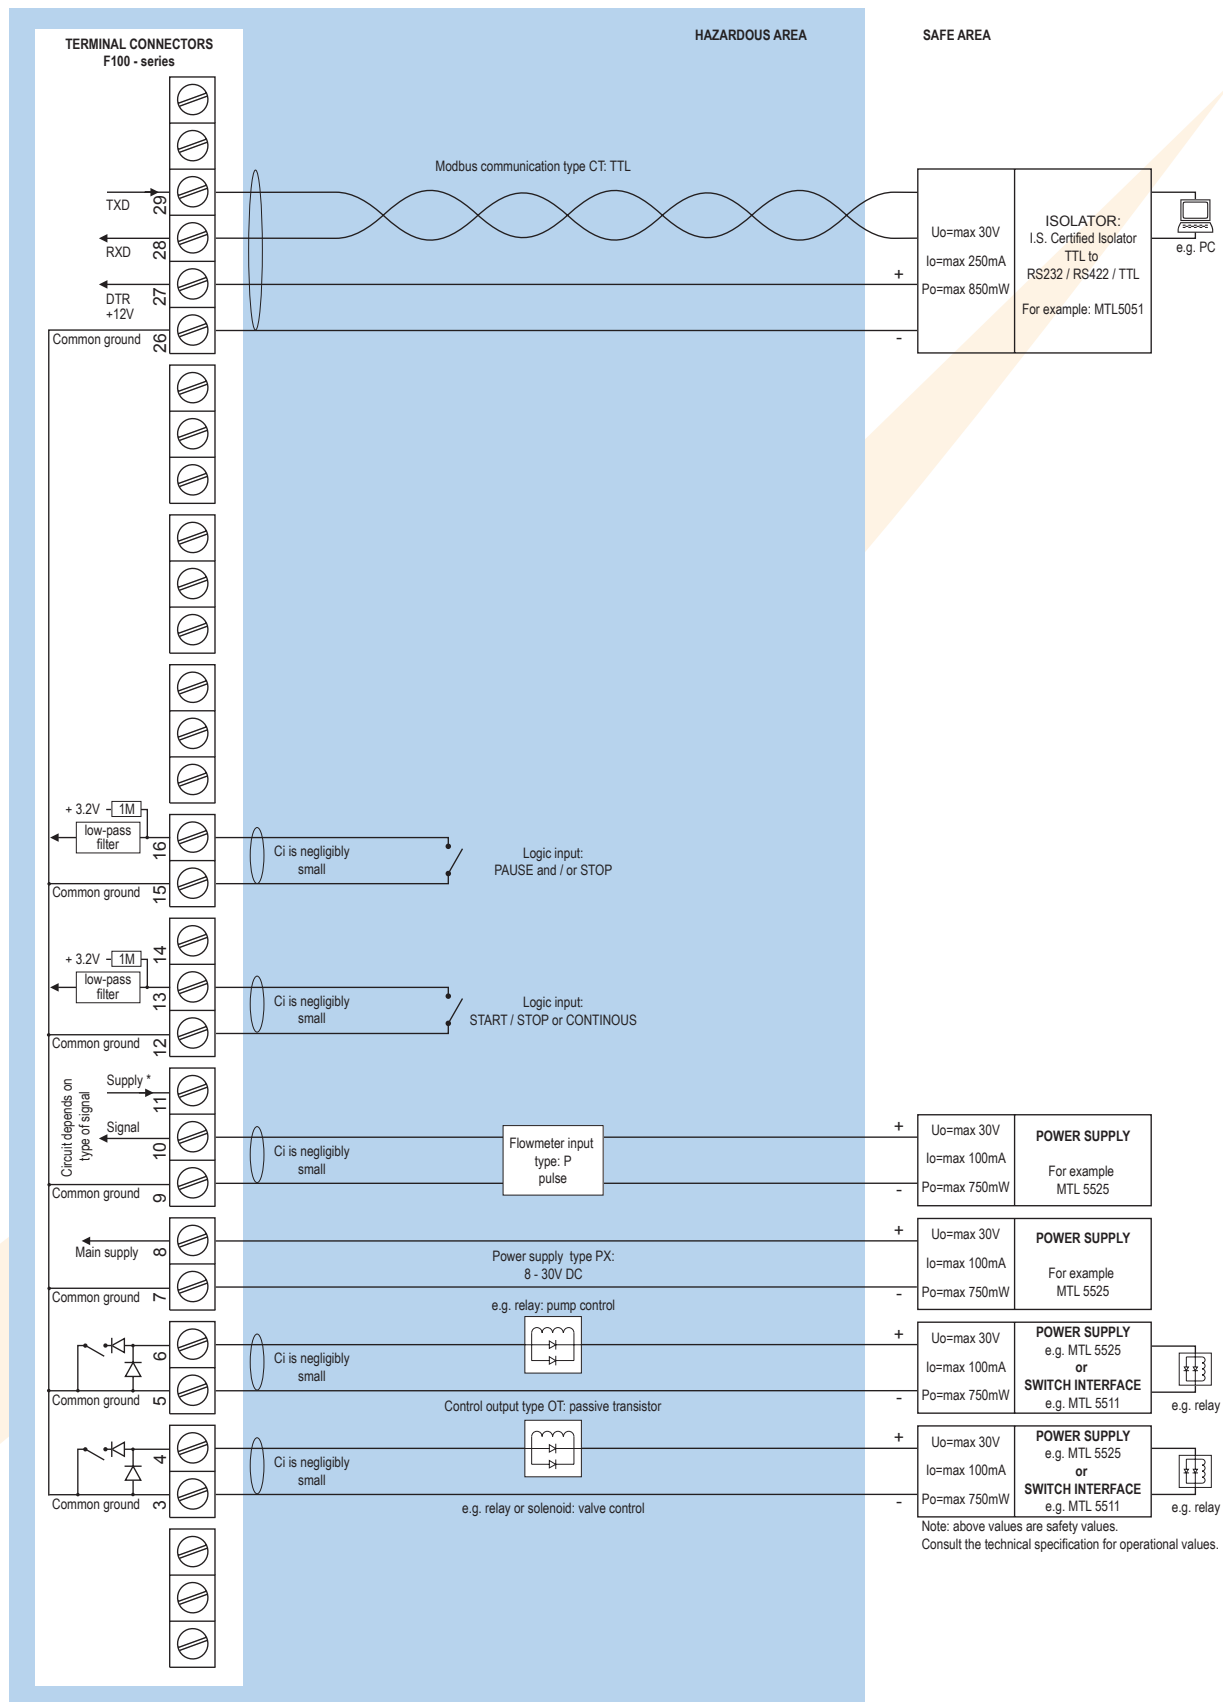 HAZARDOUS AREA
SAFE AREA
TERMINAL CONNECTORS
F100 - series
Modbus communication type CT: TTL
TXD
29
RXD
28
DTR
+12V
27
+
Common ground
26
-
Uo=max 30V
Io=max 250mA
Po=max 850mW
ISOLATOR:
I.S. Certified Isolator
TTL to
RS232 / RS422 / TTL
For example: MTL5051
e.g. PC
+ 3.2V
1M
low-pass
filter
16
Common ground
15
Ci is negligibly
small
Logic input:
PAUSE and / or STOP
14
+ 3.2V
1M
low-pass
filter
13
Common ground
12
Ci is negligibly
small
Logic input:
START / STOP or CONTINOUS
Circuit depends on
type of signal
Supply *
11
Signal
10
Common ground
9
Ci is negligibly
small
Flowmeter input
type: P
pulse
+
-
Uo=max 30V
Io=max 100mA
Po=max 750mW
POWER SUPPLY
For example
MTL 5525
Main supply
8
Common ground
7
Power supply type PX:
8 - 30V DC
+
-
Uo=max 30V
Io=max 100mA
Po=max 750mW
POWER SUPPLY
For example
MTL 5525
e.g. relay: pump control
6
Common ground
5
Ci is negligibly
small
+
-
Uo=max 30V
Io=max 100mA
Po=max 750mW
POWER SUPPLY
e.g. MTL 5525
or
SWITCH INTERFACE
e.g. MTL 5511
e.g. relay
Control output type OT: passive transistor
4
Common ground
3
Ci is negligibly
small
e.g. relay or solenoid: valve control
+
-
Uo=max 30V
Io=max 100mA
Po=max 750mW
POWER SUPPLY
e.g. MTL 5525
or
SWITCH INTERFACE
e.g. MTL 5511
e.g. relay
Note: above values are safety values.
Consult the technical specification for operational values.